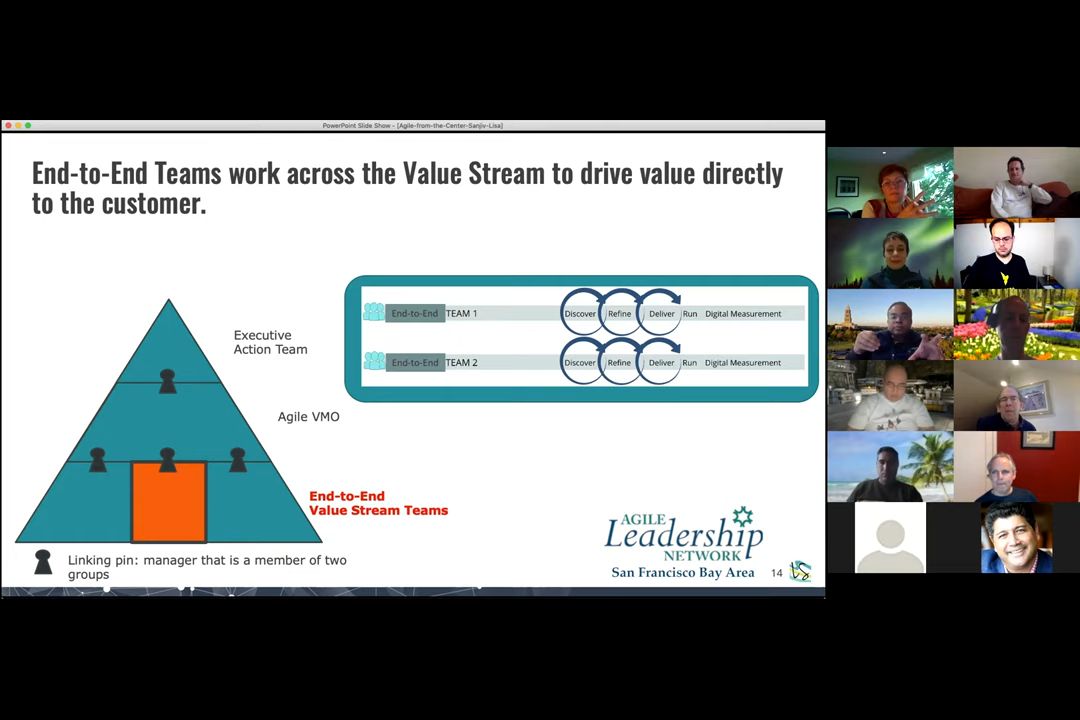 PowerPoint Slide Show - [Agile-from-the-Center-Sanjiv-Lisa]
End-to-End Teams work across the Value Stream to drive value directly
to the customer.
End-to-End TEAM 1 Discover Refine Deliver Run Digital Measurement
End-to-End TEAM 2 Discover Refine Deliver Run Digital Measurement
Executive
Action Team
Agile VMO
End-to-End
Value Stream Teams
Linking pin: manager that is a member of two
groups
AGILE
Leadership
NETWORK
San Francisco Bay Area
14